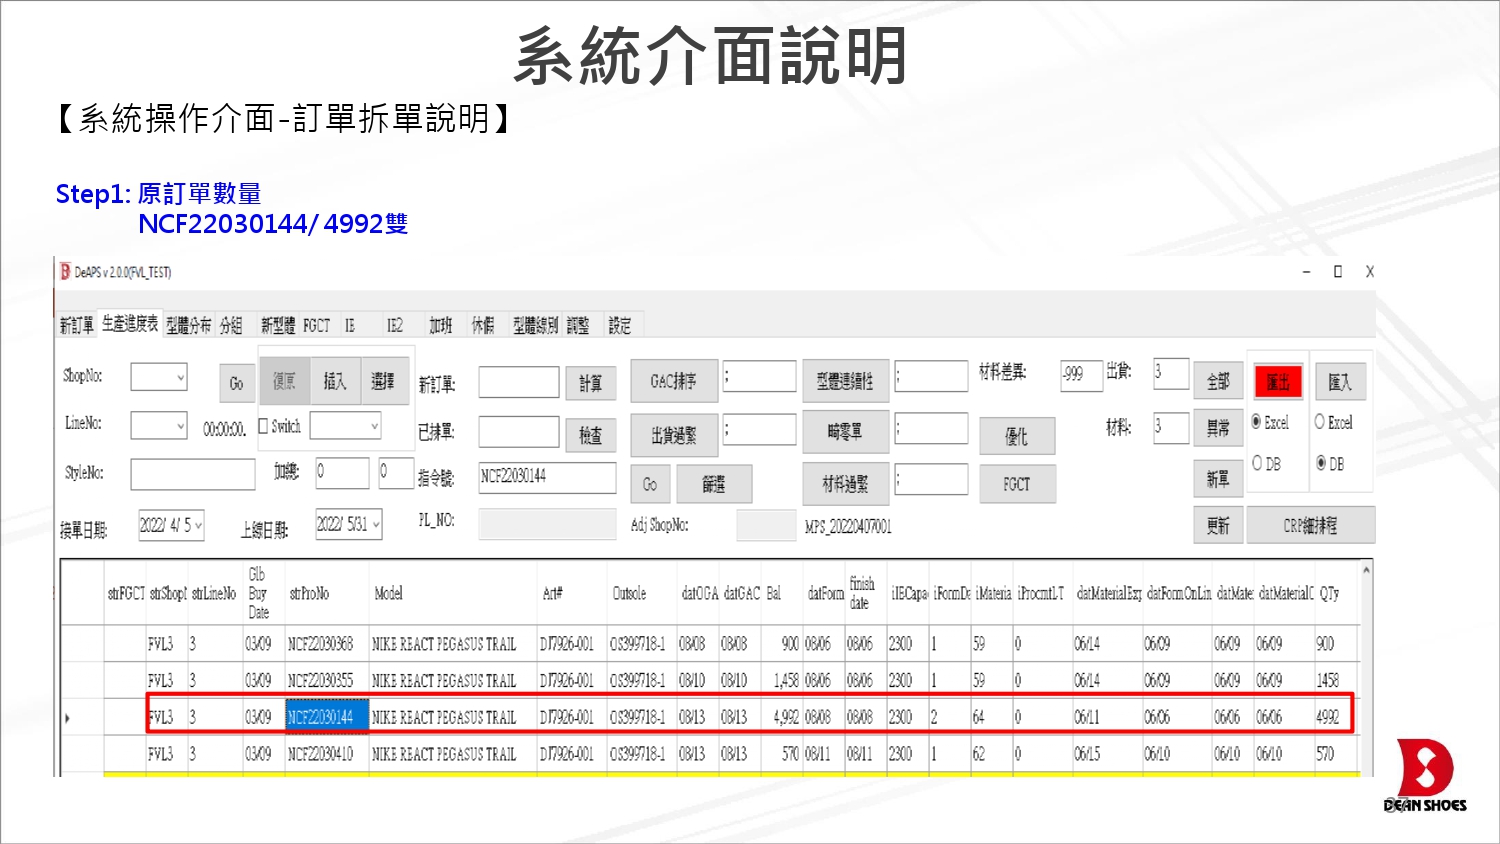 系統介面說明
【系統操作介面-訂單拆單說明】
Step1: 原訂單數量
NCF22030144/ 4992雙
DeAPS v 2.0.0(FVL_TEST)
新訂單 生產進度表 型體分布 分組 新型體 FGCT IE IE2 加班 休假 型體線別 調整 設定
ShopNo: Go 復原 插入 選擇 新訂單: 計算 GAC排序 ; 型體連續性 ; 材料差異: -999 出貨: 3 全部 匯出 匯入
LineNo: 00:00:00. Switch 已揀單: 檢查 出貨過緊 ; 畸零單 ; 優化 材料: 3 異常 Excel Excel
StyleNo: 加總: 0 0 指令號: NCF22030144 Go 篩選 材料過緊 ; FGCT 新單 DB DB
接單日期: 2022/ 4/ 5 上線日期: 2022/ 5/31 PL_NO: Adj ShopNo: MPS_20220407001 更新 CRP細排程
strFGCT strShopN strLineNo Glb Buy Date strProNo Model Art# Outsole datOGA datGAC Bal datForm finish date iIECapa iFormDa iMateria iProcmtLT datMaterialExp datFormOnLin datMate datMaterialC QTy
FVL3 3 03/09 NCF22030368 NIKE REACT PEGASUS TRAIL DJ7926-001 OS399718-1 08/08 08/08 900 08/06 08/06 2300 1 59 0 06/14 06/09 06/09 06/09 900
FVL3 3 03/09 NCF22030355 NIKE REACT PEGASUS TRAIL DJ7926-001 OS399718-1 08/10 08/10 1,458 08/06 08/06 2300 1 59 0 06/14 06/09 06/09 06/09 1458
FVL3 3 03/09 NCF22030144 NIKE REACT PEGASUS TRAIL DJ7926-001 OS399718-1 08/13 08/13 4,992 08/08 08/08 2300 2 64 0 06/11 06/06 06/06 06/06 4992
FVL3 3 03/09 NCF22030410 NIKE REACT PEGASUS TRAIL DJ7926-001 OS399718-1 08/13 08/13 570 08/11 08/11 2300 1 62 0 06/15 06/10 06/10 06/10 570
DEAN SHOES